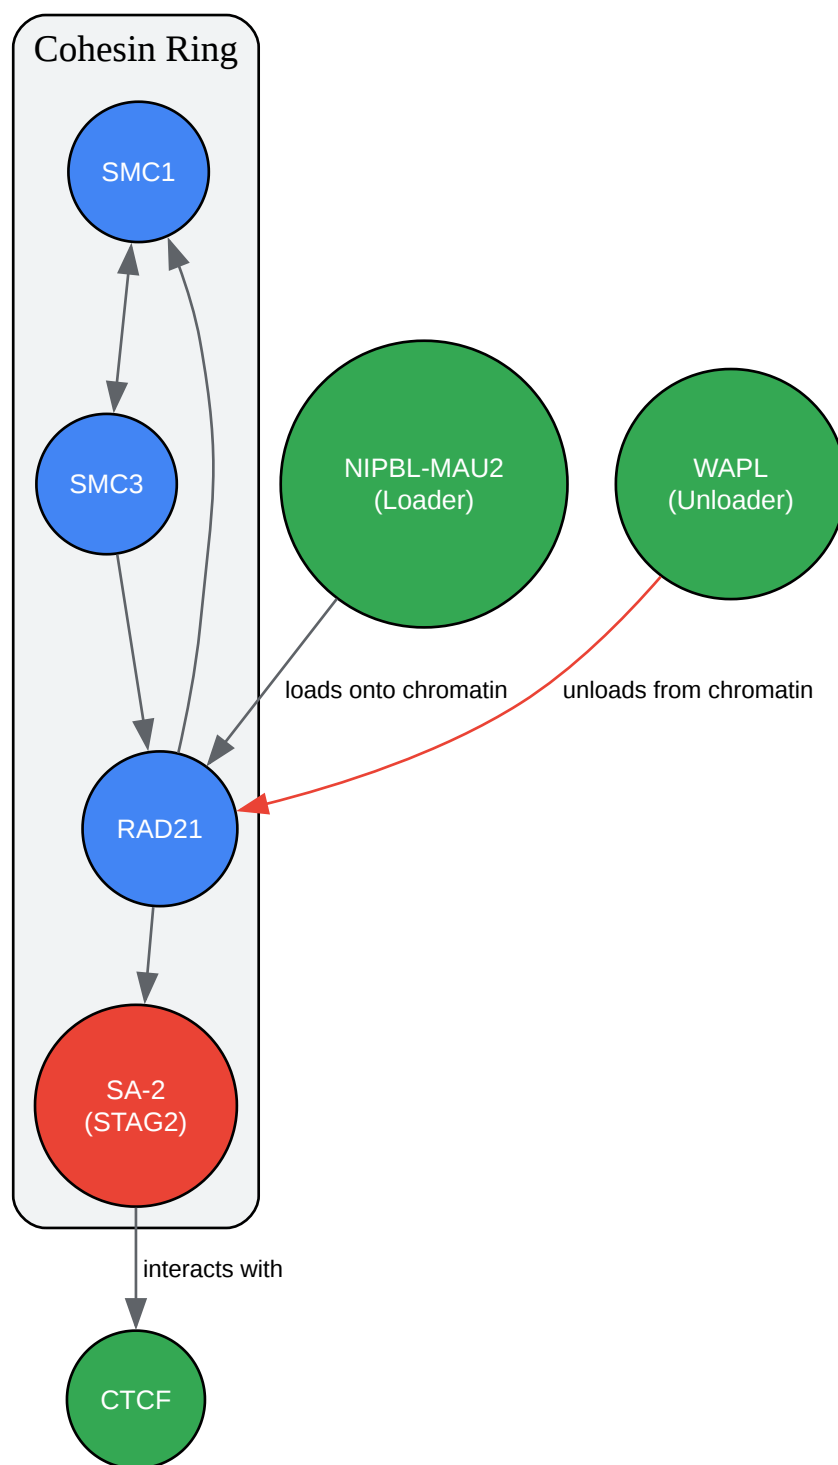 Cohesin Ring
SMC1
SMC3
NIPBL-MAU2
(Loader)
WAPL
(Unloader)
loads onto chromatin
unloads from chromatin
RAD21
SA-2
(STAG2)
interacts with
CTCF